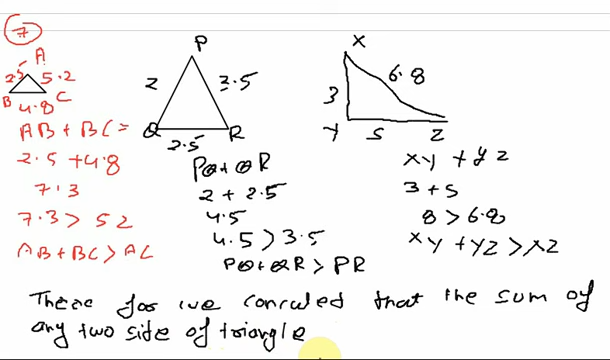 7
A
2.5 5.2
B C
4.8
AB + BC =
2.5 + 4.8
7.3
7.3 > 52
AB + BC > AC
P
2 3.5
Q R
2.5
PQ + QR
2 + 2.5
4.5
4.5 > 3.5
PQ + QR > PR
X
6.8
3
Y 5 Z
XY + YZ
3 + 5
8 > 6.8
XY + YZ > XZ
There for we conculed that the sum of
any two side of triangle